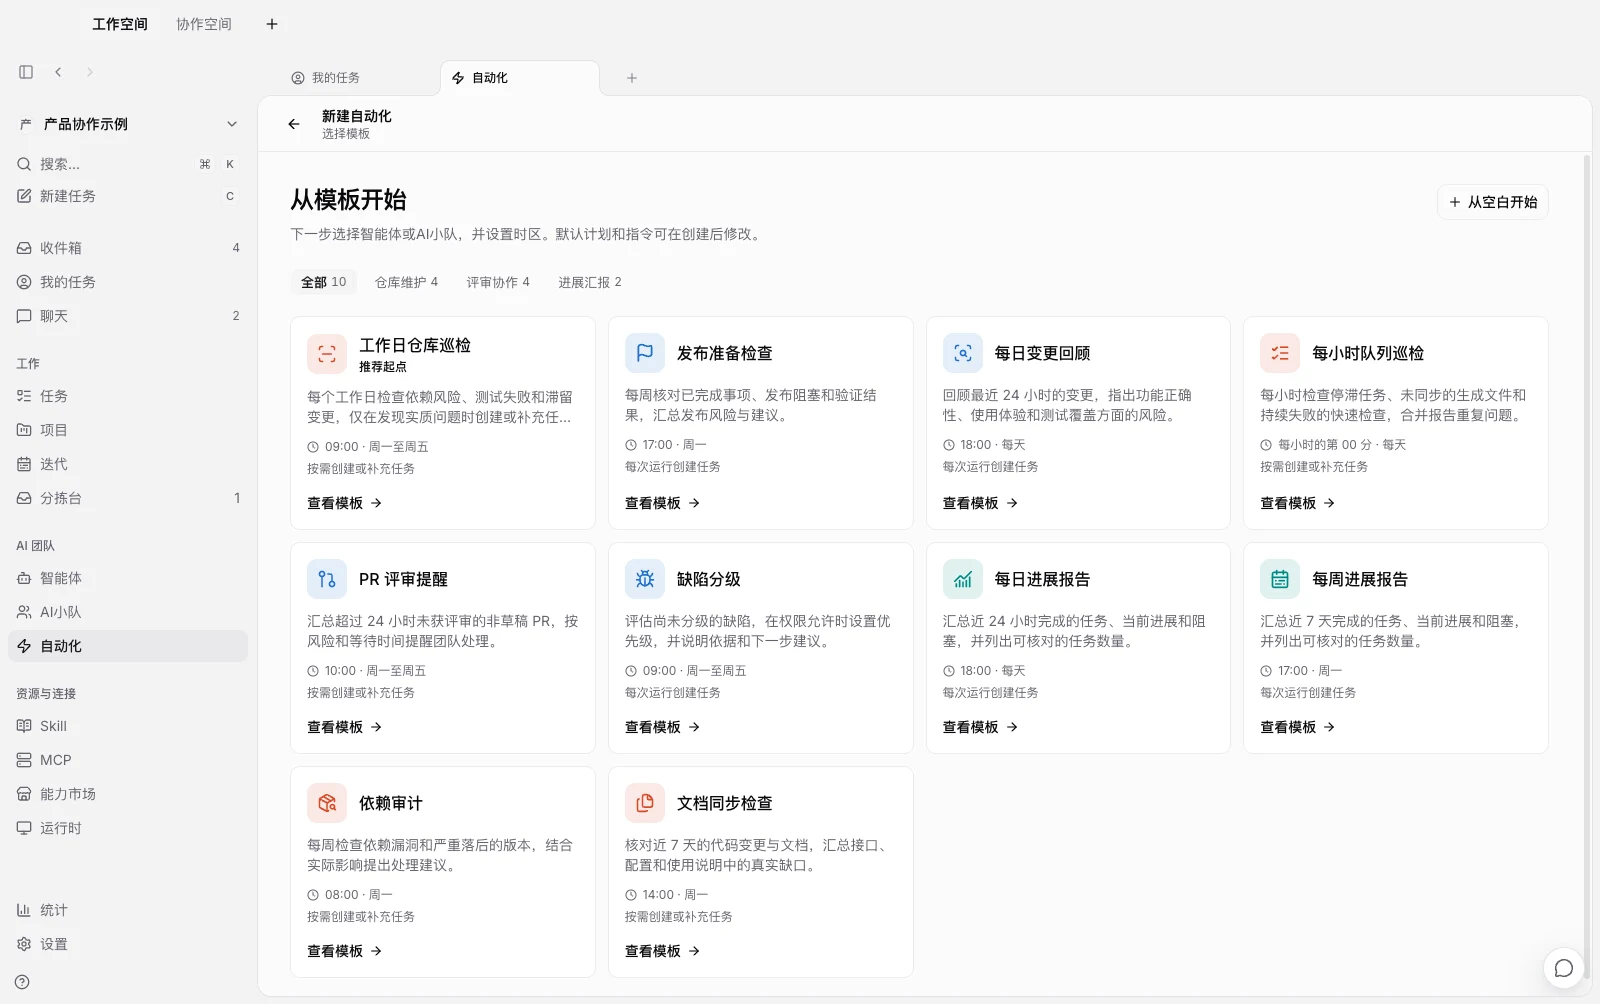 工作空间
协作空间
我的任务
自动化
产品协作示例
搜索...
⌘ K
新建任务
C
收件箱
4
我的任务
聊天
2
工作
任务
项目
迭代
分拣台
1
AI 团队
智能体
AI小队
自动化
资源与连接
Skill
MCP
能力市场
运行时
统计
设置
新建自动化
选择模板
从模板开始
从空白开始
下一步选择智能体或AI小队，并设置时区。默认计划和指令可在创建后修改。
全部 10
仓库维护 4
评审协作 4
进展汇报 2
工作日仓库巡检
推荐起点
每个工作日检查依赖风险、测试失败和滞留
变更，仅在发现实质问题时创建或补充任...
09:00 · 周一至周五
按需创建或补充任务
查看模板
发布准备检查
每周核对已完成事项、发布阻塞和验证结
果，汇总发布风险与建议。
17:00 · 周一
每次运行创建任务
查看模板
每日变更回顾
回顾最近 24 小时的变更，指出功能正确
性、使用体验和测试覆盖方面的风险。
18:00 · 每天
每次运行创建任务
查看模板
每小时队列巡检
每小时检查停滞任务、未同步的生成文件和
持续失败的快速检查，合并报告重复问题。
每小时的第 00 分 · 每天
按需创建或补充任务
查看模板
PR 评审提醒
汇总超过 24 小时未获评审的非草稿 PR，按
风险和等待时间提醒团队处理。
10:00 · 周一至周五
按需创建或补充任务
查看模板
缺陷分级
评估尚未分级的缺陷，在权限允许时设置优
先级，并说明依据和下一步建议。
09:00 · 周一至周五
每次运行创建任务
查看模板
每日进展报告
汇总近 24 小时完成的任务、当前进展和阻
塞，并列出可核对的任务数量。
18:00 · 每天
每次运行创建任务
查看模板
每周进展报告
汇总近 7 天完成的任务、当前进展和阻塞，
并列出可核对的任务数量。
17:00 · 周一
每次运行创建任务
查看模板
依赖审计
每周检查依赖漏洞和严重落后的版本，结合
实际影响提出处理建议。
08:00 · 周一
按需创建或补充任务
查看模板
文档同步检查
核对近 7 天的代码变更与文档，汇总接口、
配置和使用说明中的真实缺口。
14:00 · 周一
按需创建或补充任务
查看模板